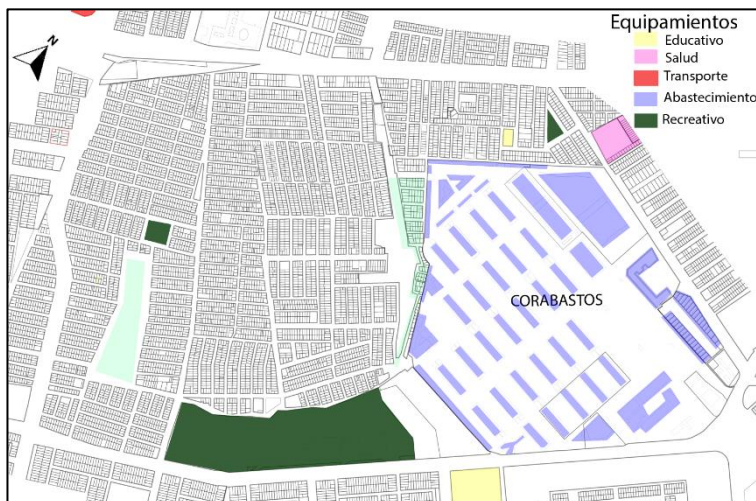 N
Equipamientos
Educativo
Salud
Transporte
Abastecimiento
Recreativo
CORABASTOS